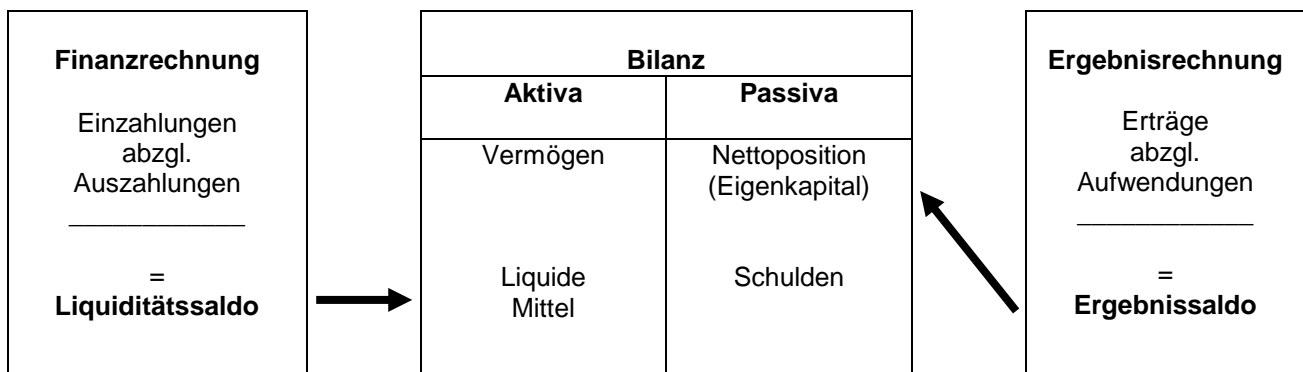 Finanzrechnung
Einzahlungen
abzgl.
Auszahlungen
=
Liquiditätssaldo
Bilanz
Aktiva
Passiva
Vermögen
Nettoposition
(Eigenkapital)
Liquide
Mittel
Schulden
Ergebnisrechnung
Erträge
abzgl.
Aufwendungen
=
Ergebnissaldo